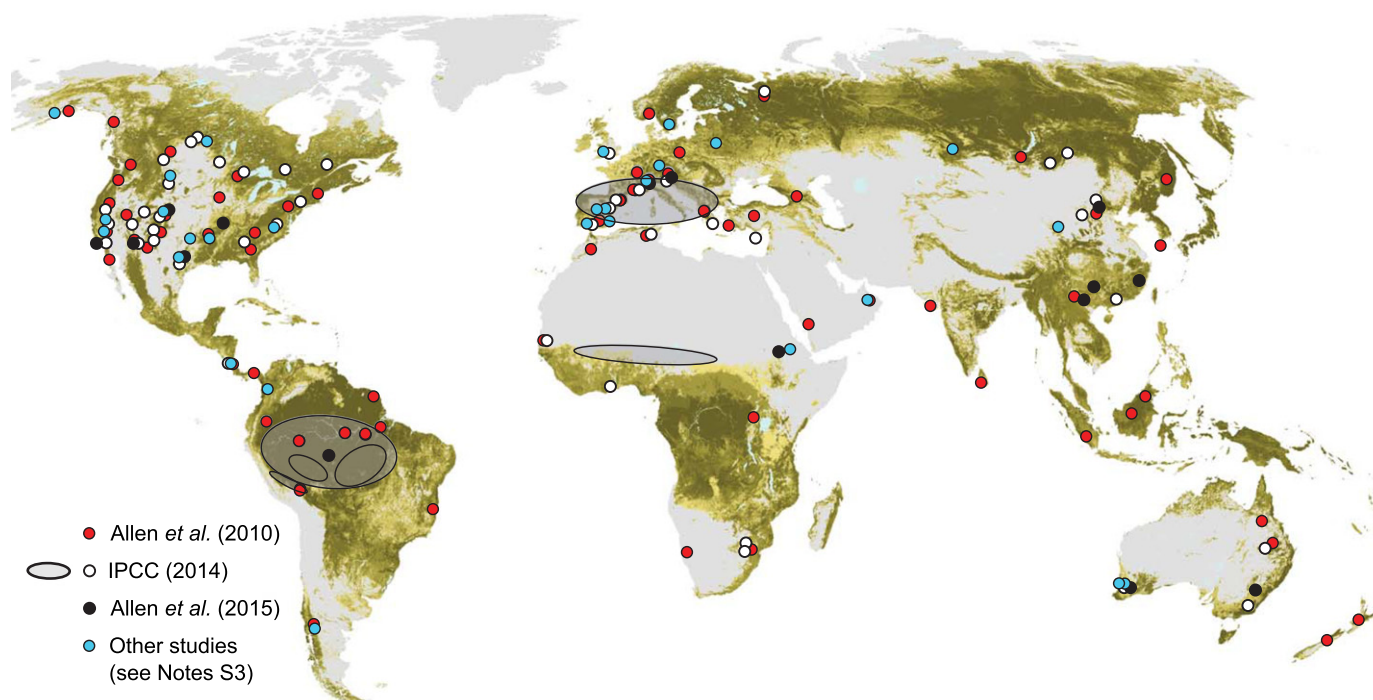 Allen et al. (2010)
IPCC (2014)
Allen et al. (2015)
Other studies
(see Notes S3)